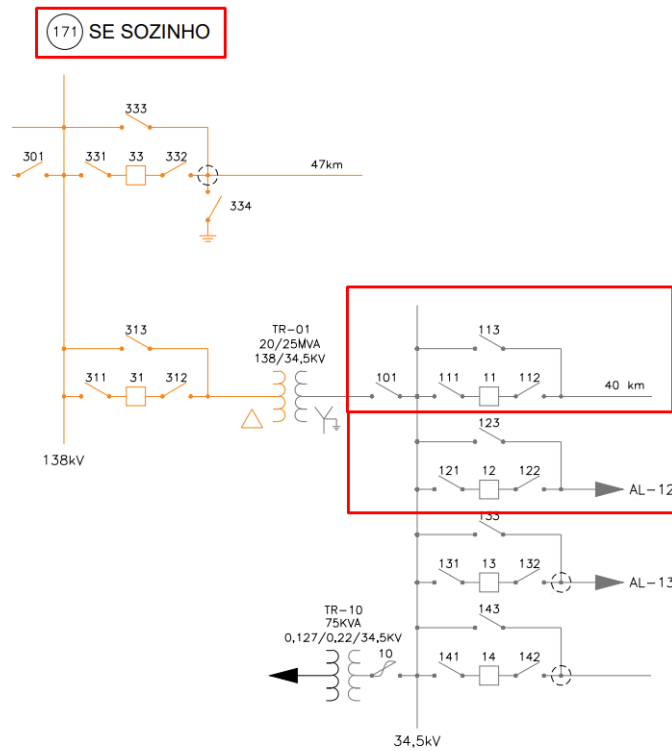 171 SE SOZINHO
333
301 331 33 332 47km
334
TR-01
20/25MVA
138/34,5KV
313 113
311 31 312 101 111 11 112 40 km
123
138kV
121 12 122 AL-12
133
131 13 132 AL-13
TR-10
75KVA
0,127/0,22/34,5KV
143
10 141 14 142
34,5kV